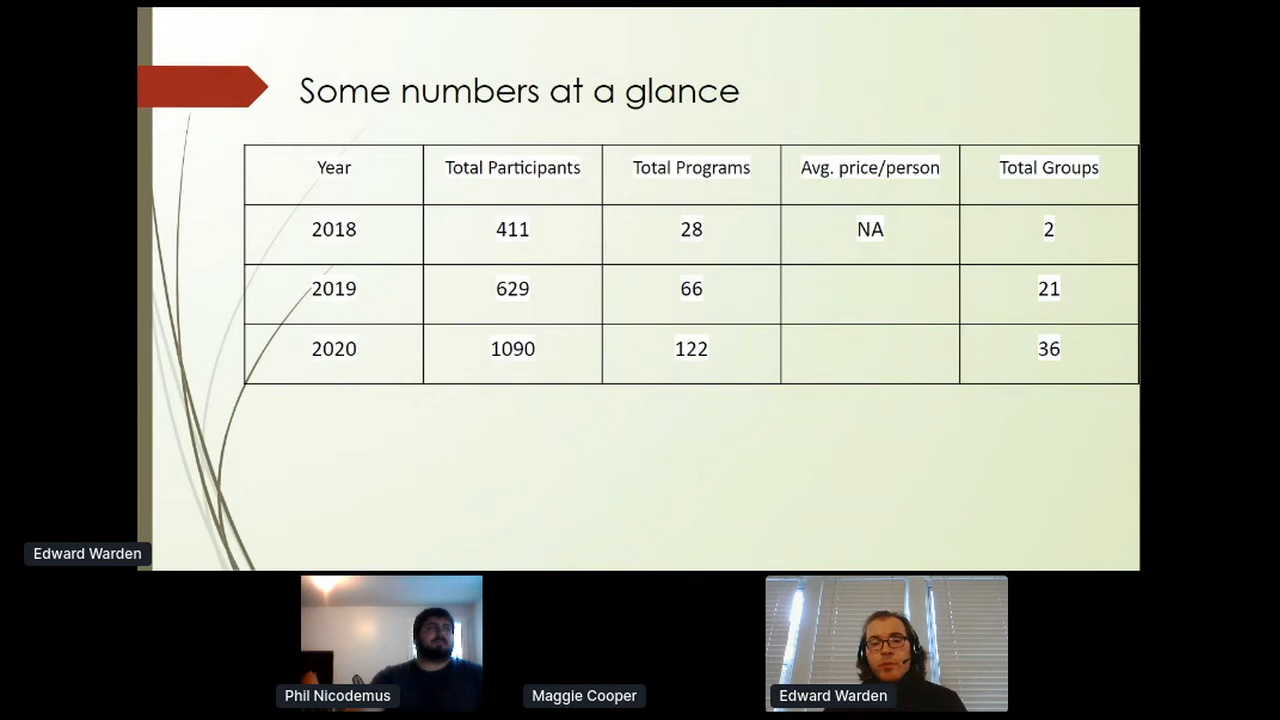 Some numbers at a glance
Year Total Participants Total Programs Avg. price/person Total Groups
2018 411 28 NA 2
2019 629 66 21
2020 1090 122 36
Edward Warden
Phil Nicodemus Maggie Cooper Edward Warden